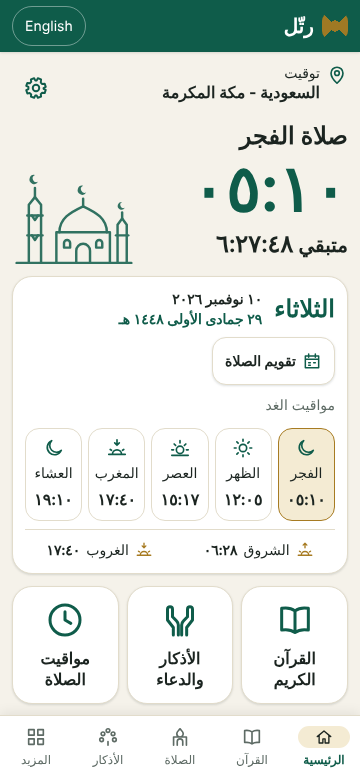 رتّل
English
توقيت
السعودية - مكة المكرمة
صلاة الفجر
٠٥:١٠
متبقي ٦:٢٧:٤٨
الثلاثاء
١٠ نوفمبر ٢٠٢٦
٢٩ جمادى الأولى ١٤٤٨ هـ
تقويم الصلاة
مواقيت الغد
الفجر
٠٥:١٠
الظهر
١٢:٠٥
العصر
١٥:١٧
المغرب
١٧:٤٠
العشاء
١٩:١٠
الشروق ٠٦:٢٨
الغروب ١٧:٤٠
القرآن
الكريم
الأذكار
والدعاء
مواقيت
الصلاة
الرئيسية
القرآن
الصلاة
الأذكار
المزيد